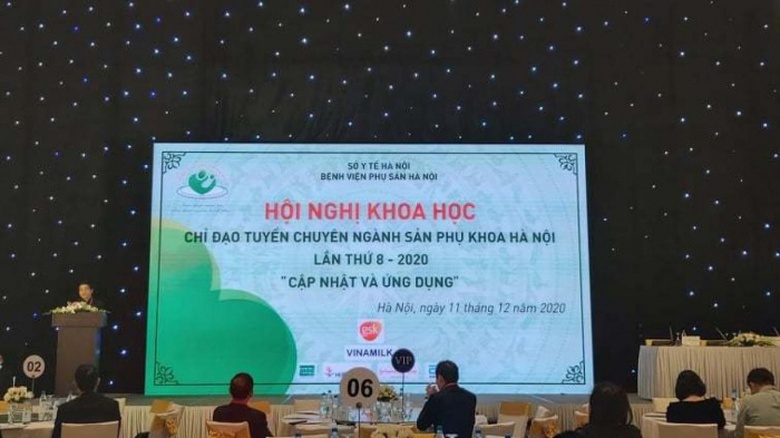 SỞ Y TẾ HÀ NỘI
BỆNH VIỆN PHỤ SẢN HÀ NỘI
HỘI NGHỊ KHOA HỌC
CHỈ ĐẠO TUYẾN CHUYÊN NGÀNH SẢN PHỤ KHOA HÀ NỘI
LẦN THỨ 8 - 2020
"CẬP NHẬT VÀ ỨNG DỤNG"
Hà Nội, ngày 11 tháng 12 năm 2020
gsk
VINAMILK
VIP
02
06